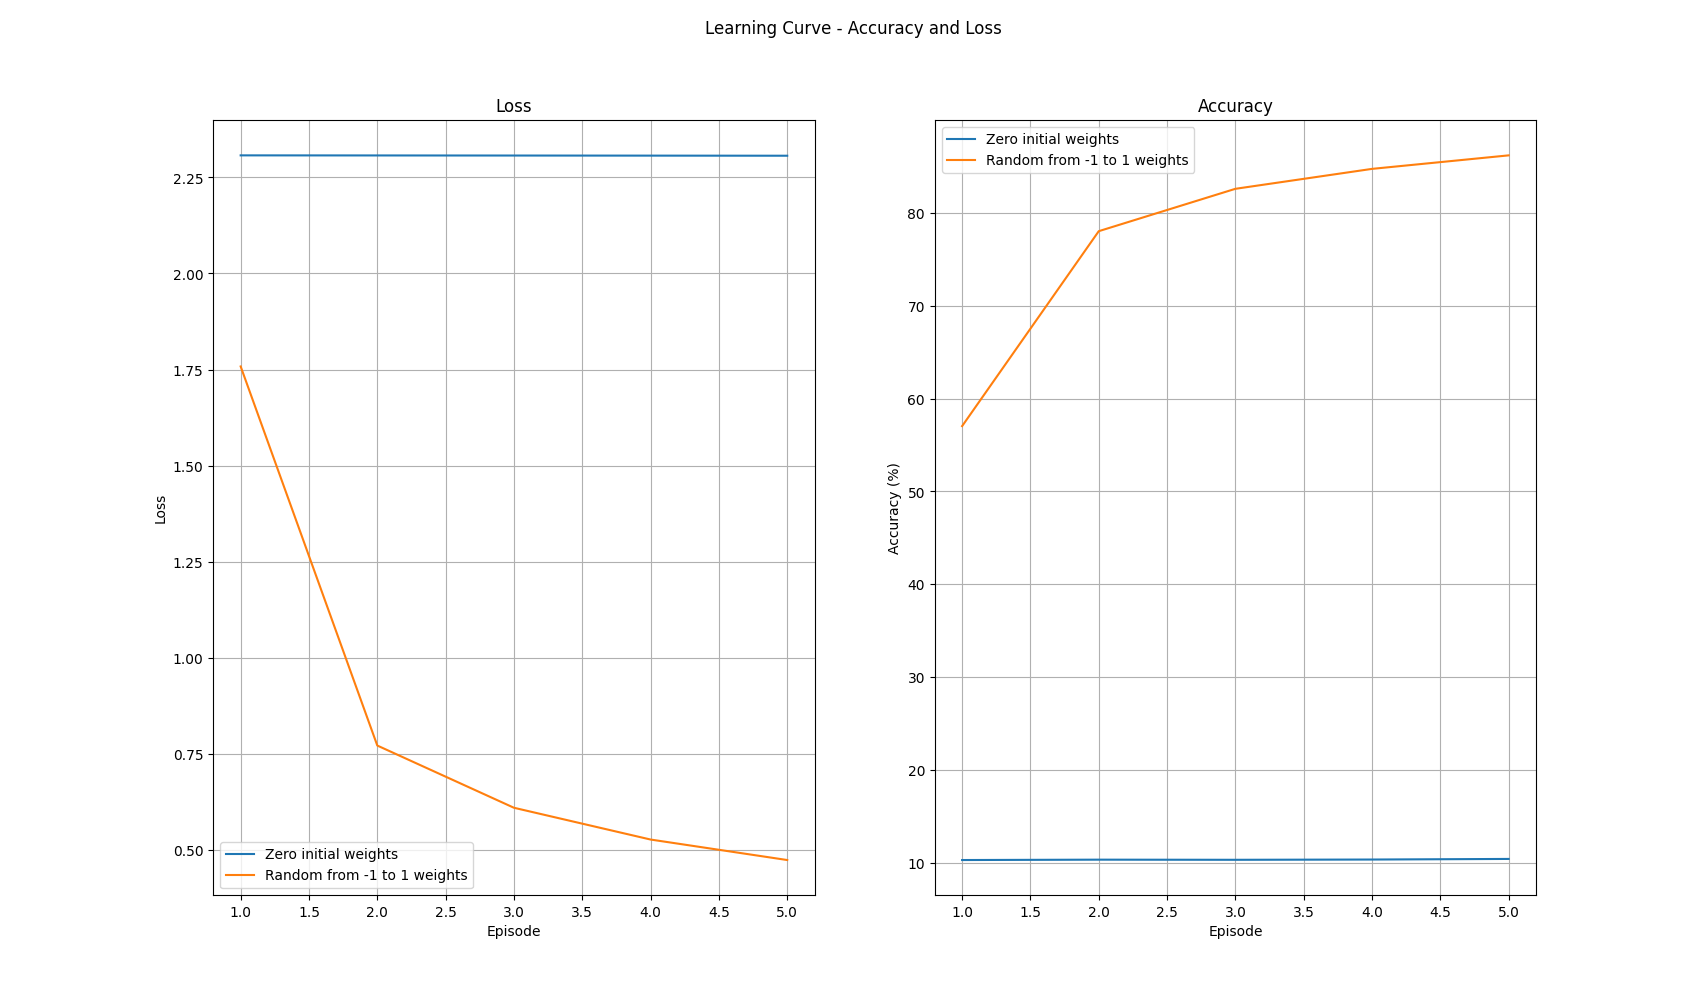 Learning Curve - Accuracy and Loss
Loss
2.25
2.00
1.75
1.50
1.25
1.00
0.75
0.50
Loss
Zero initial weights
Random from -1 to 1 weights
1.0 1.5 2.0 2.5 3.0 3.5 4.0 4.5 5.0
Episode
Accuracy
Zero initial weights
Random from -1 to 1 weights
80
70
60
50
40
30
20
10
Accuracy (%)
1.0 1.5 2.0 2.5 3.0 3.5 4.0 4.5 5.0
Episode